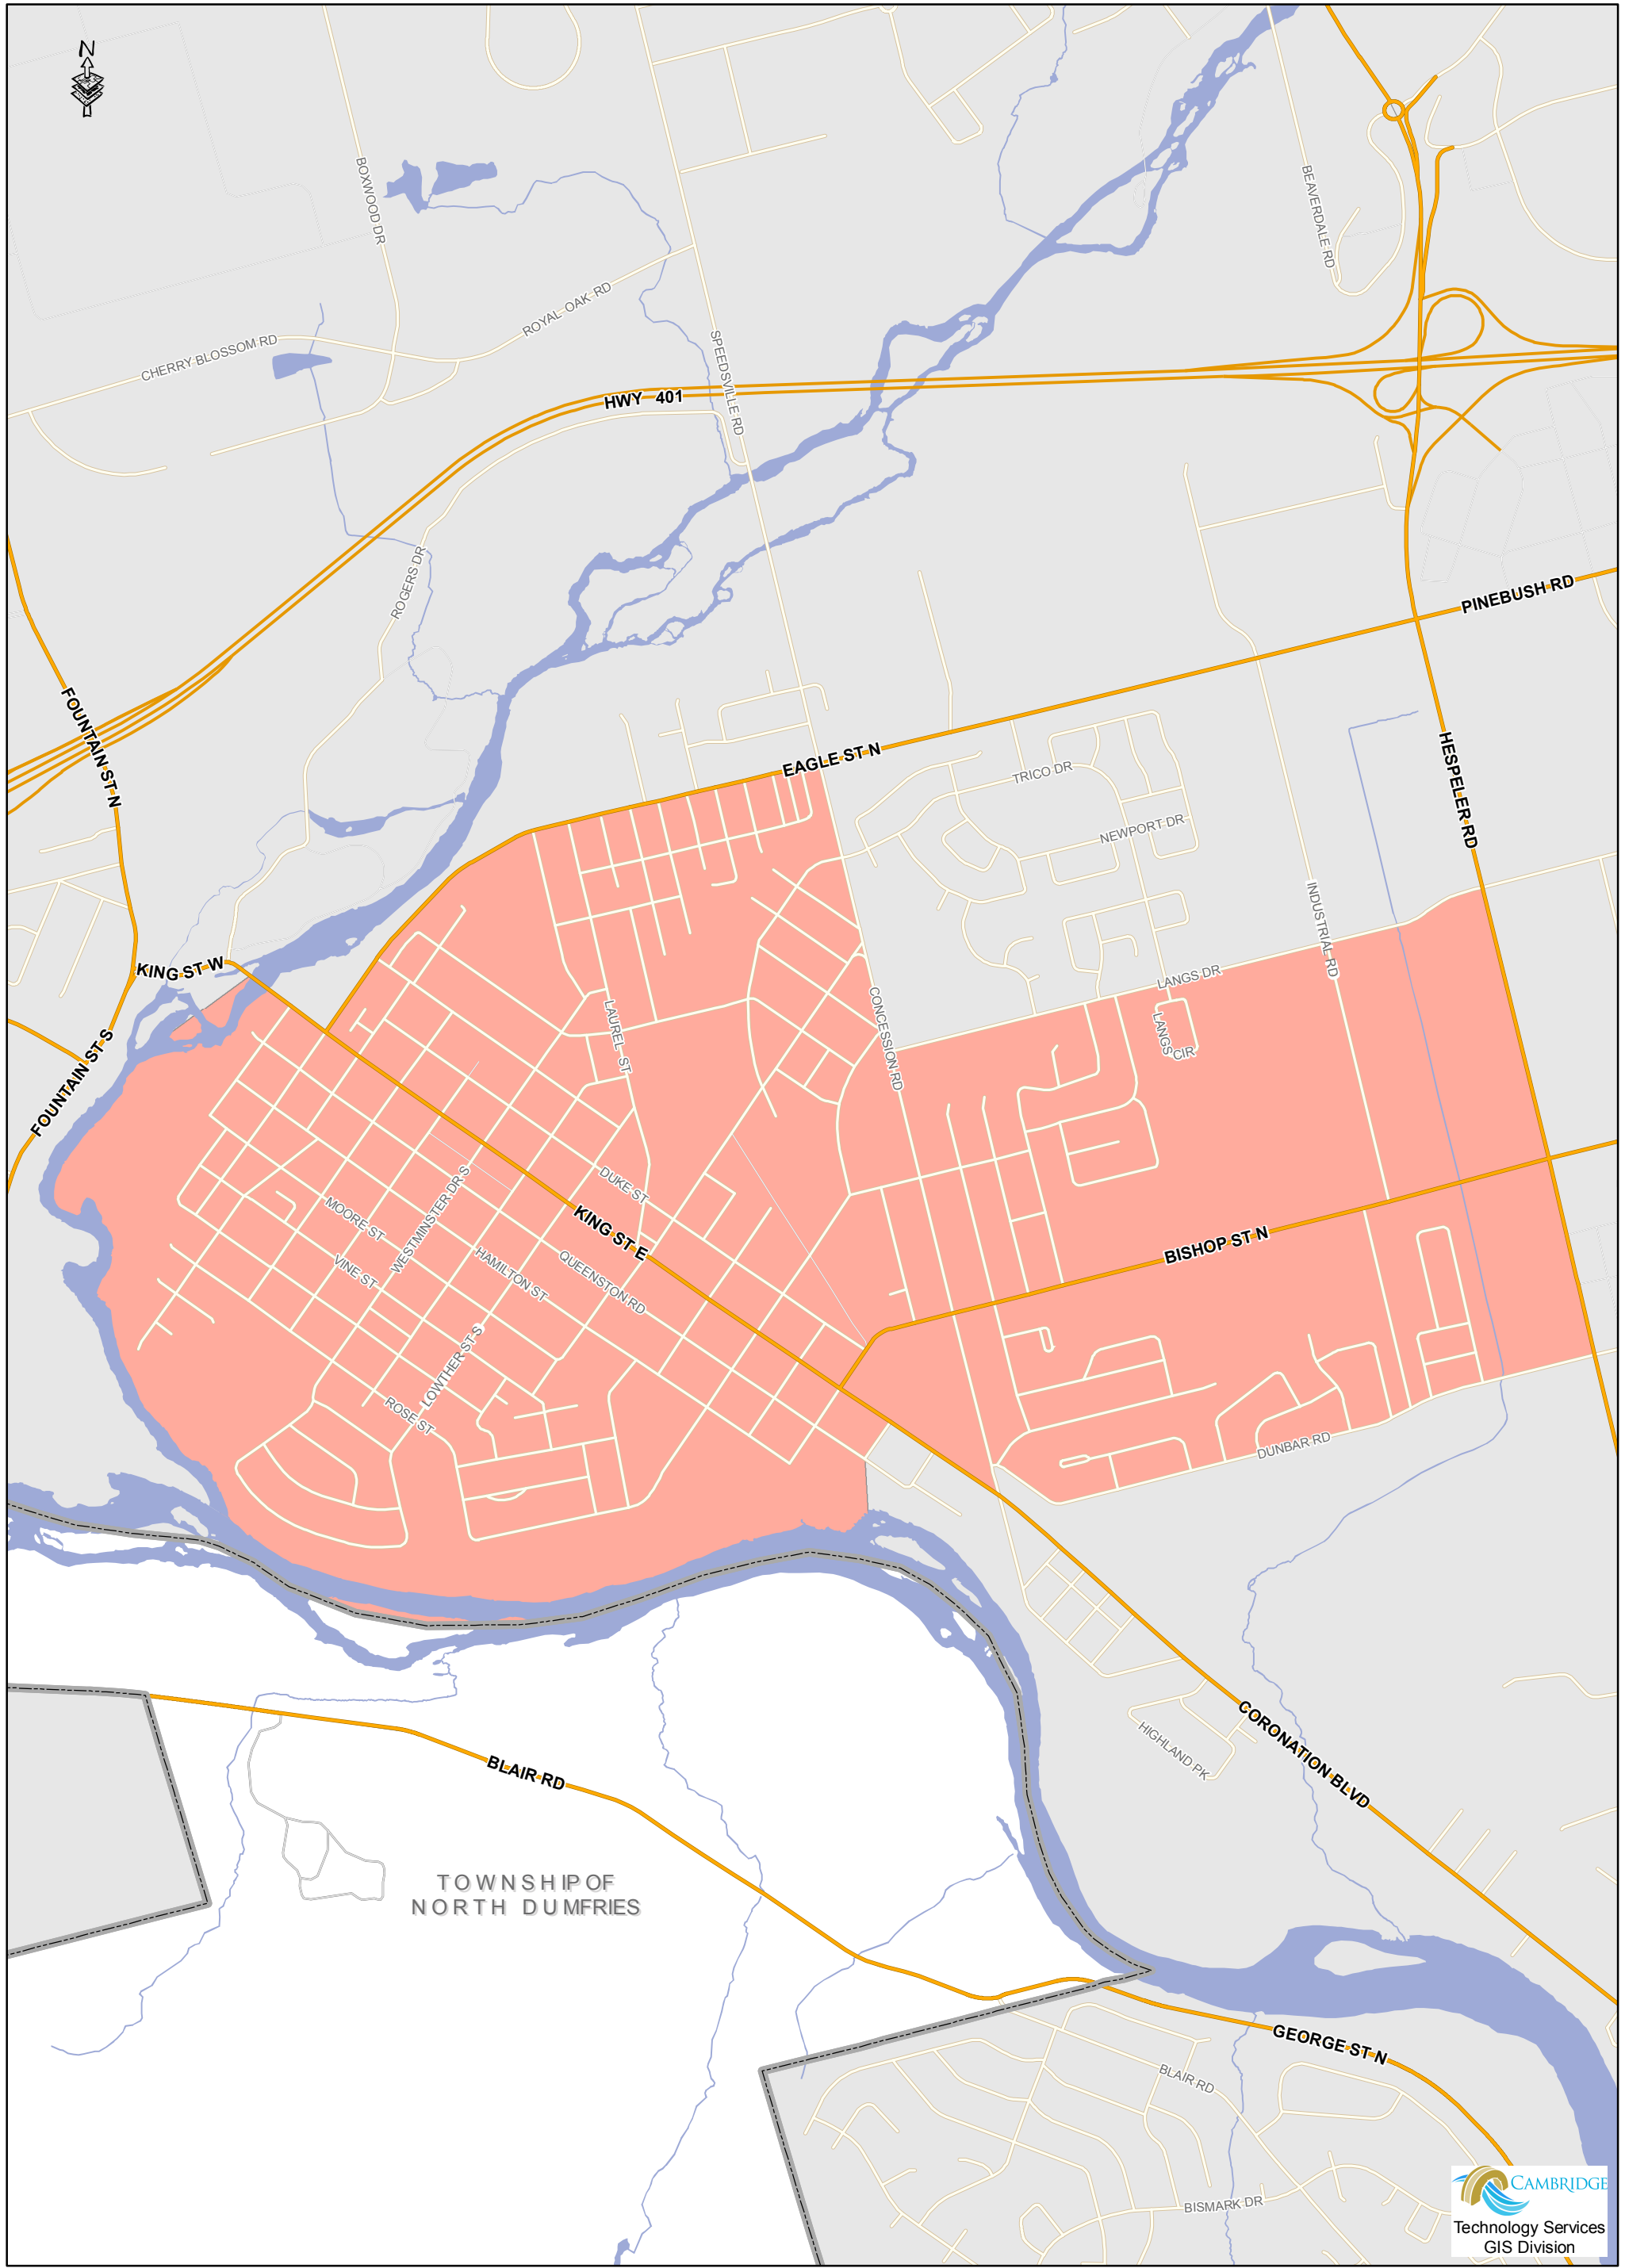 N
BOXWOOD DR
BEAVERDALE RD
ROYAL OAK RD
CHERRY BLOSSOM RD
SPEEDSVILLE RD
HWY 401
ROGERS DR
PINEBUSH RD
FOUNTAIN ST N
EAGLE ST N
TRICO DR
HESPELER RD
NEWPORT DR
INDUSTRIAL RD
KING ST W
LANGS DR
CONCESSION RD
LAUREL ST
LANGS CIR
FOUNTAIN ST S
DUKE ST
WESTMINSTER DR S
MOORE ST
KING ST E
BISHOP ST N
VINE ST
HAMILTON ST
QUEENSTON RD
LOWTHER ST S
ROSE ST
DUNBAR RD
CORONATION BLVD
HIGHLAND PK
BLAIR RD
TOWNSHIP OF
NORTH DUMFRIES
GEORGE ST N
BLAIR RD
BISMARK DR
CAMBRIDGE
Technology Services
GIS Division